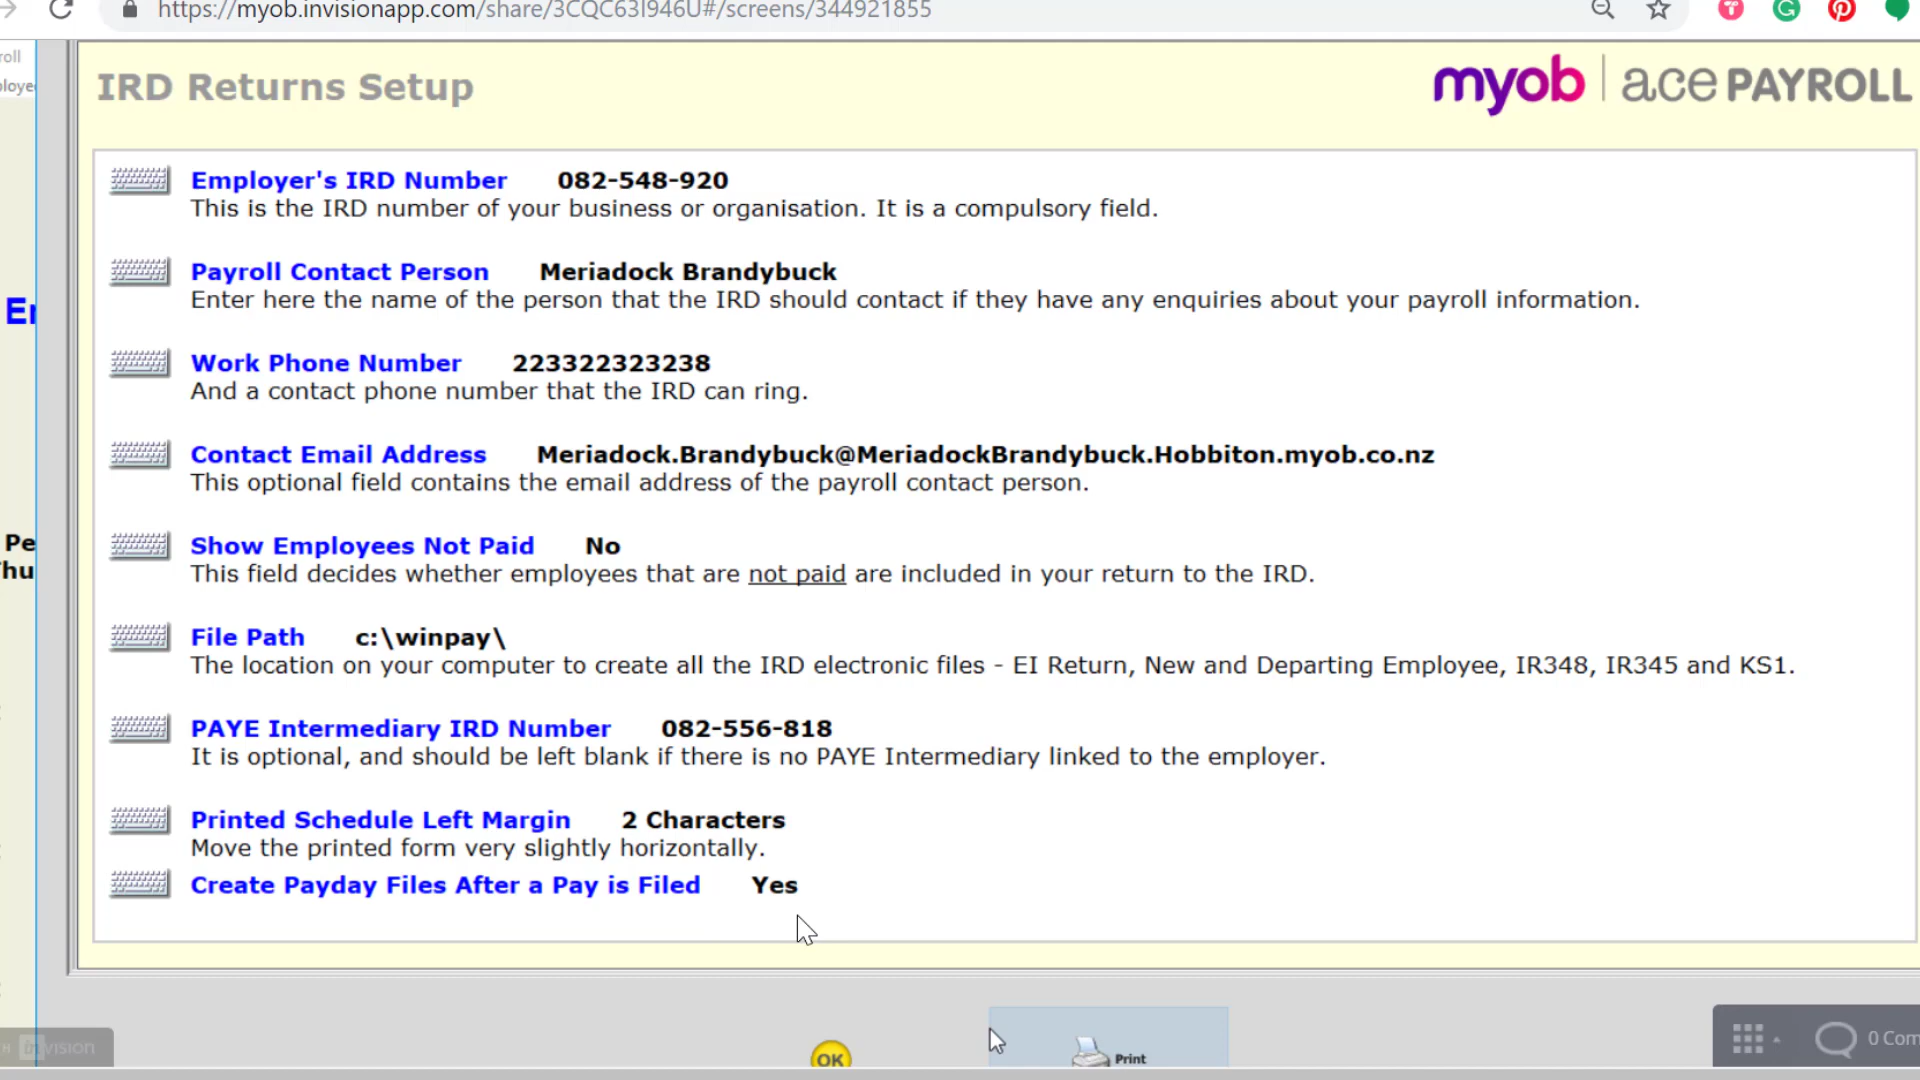 https://myob.invisionapp.com/share/3CQC63I946U#/screens/344921855
roll
IRD Returns Setup
myob | ace PAYROLL
Employer's IRD Number 082-548-920
This is the IRD number of your business or organisation. It is a compulsory field.
Payroll Contact Person Meriadock Brandybuck
Enter here the name of the person that the IRD should contact if they have any enquiries about your payroll information.
Work Phone Number 223322323238
And a contact phone number that the IRD can ring.
Contact Email Address Meriadock.Brandybuck@MeriadockBrandybuck.Hobbiton.myob.co.nz
This optional field contains the email address of the payroll contact person.
Show Employees Not Paid No
This field decides whether employees that are not paid are included in your return to the IRD.
File Path c:\winpay\
The location on your computer to create all the IRD electronic files - EI Return, New and Departing Employee, IR348, IR345 and KS1.
PAYE Intermediary IRD Number 082-556-818
It is optional, and should be left blank if there is no PAYE Intermediary linked to the employer.
Printed Schedule Left Margin 2 Characters
Move the printed form very slightly horizontally.
Create Payday Files After a Pay is Filed Yes
OK
Print
invision
0 Com